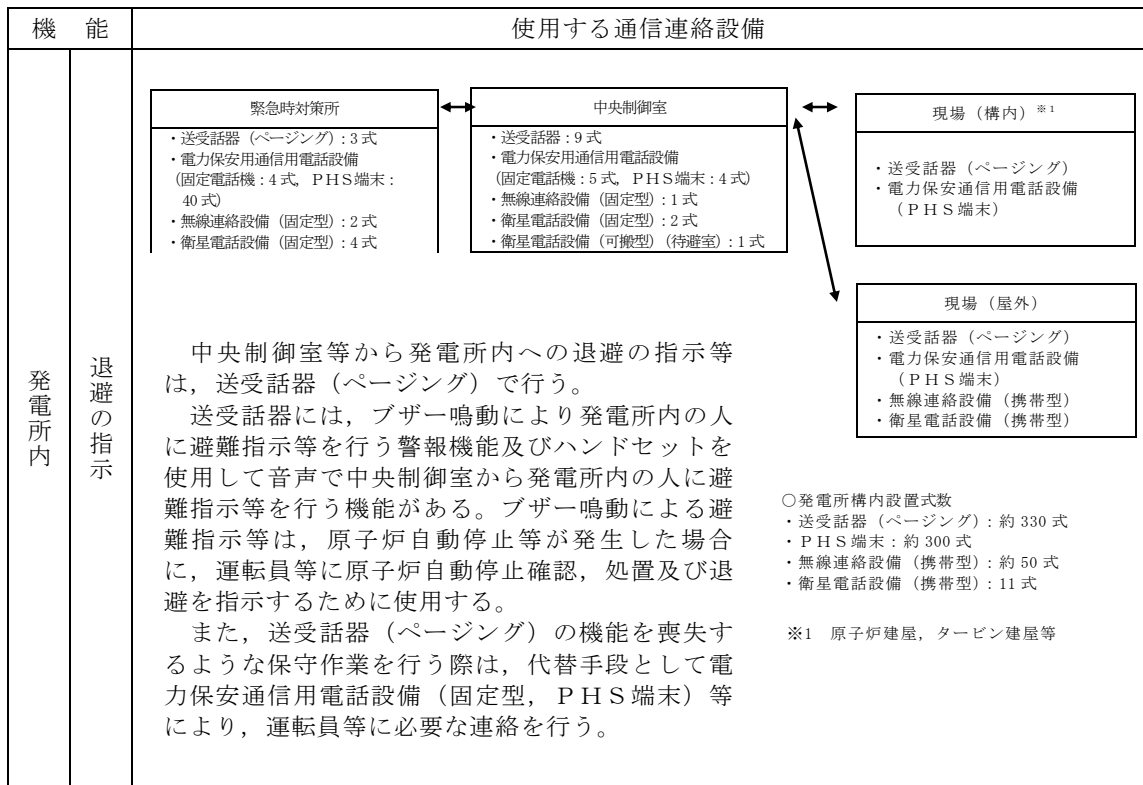 機 能
使用する通信連絡設備
発電所内
退避の指示
緊急時対策所
・送受話器(ページング):3式
・電力保安用通信用電話設備
(固定電話機:4式,PHS端末:
40式)
・無線連絡設備(固定型):2式
・衛星電話設備(固定型):4式
中央制御室
・送受話器:9式
・電力保安用通信用電話設備
(固定電話機:5式,PHS端末:4式)
・無線連絡設備(固定型):1式
・衛星電話設備(固定型):2式
・衛星電話設備(可搬型)(待避室):1式
現場(構内)※1
・送受話器(ページング)
・電力保安通信用電話設備
(PHS端末)
現場(屋外)
・送受話器(ページング)
・電力保安通信用電話設備
(PHS端末)
・無線連絡設備(携帯型)
・衛星電話設備(携帯型)
中央制御室等から発電所内への退避の指示等
は,送受話器(ページング)で行う。
送受話器には,ブザー鳴動により発電所内の人
に避難指示等を行う警報機能及びハンドセットを
使用して音声で中央制御室から発電所内の人に避
難指示等を行う機能がある。ブザー鳴動による避
難指示等は,原子炉自動停止等が発生した場合
に,運転員等に原子炉自動停止確認,処置及び退
避を指示するために使用する。
また,送受話器(ページング)の機能を喪失す
るような保守作業を行う際は,代替手段として電
力保安通信用電話設備(固定型,PHS端末)等
により,運転員等に必要な連絡を行う。
○発電所構内設置式数
・送受話器(ページング):約330式
・PHS端末:約300式
・無線連絡設備(携帯型):約50式
・衛星電話設備(携帯型):11式
※1 原子炉建屋,タービン建屋等